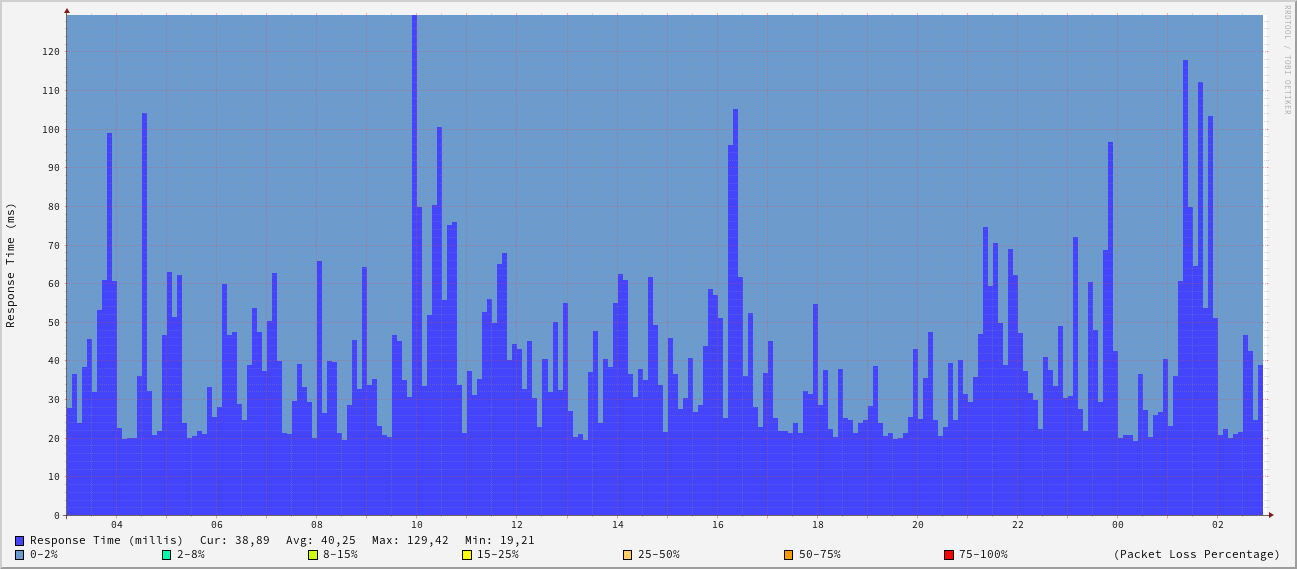 RRDTOOL / TOBI OETIKER
Response Time (ms)
120
110
100
90
80
70
60
50
40
30
20
10
0
04 06 08 10 12 14 16 18 20 22 00 02
Response Time (millis) Cur: 38,89 Avg: 40,25 Max: 129,42 Min: 19,21
0-2% 2-8% 8-15% 15-25% 25-50% 50-75% 75-100% (Packet Loss Percentage)